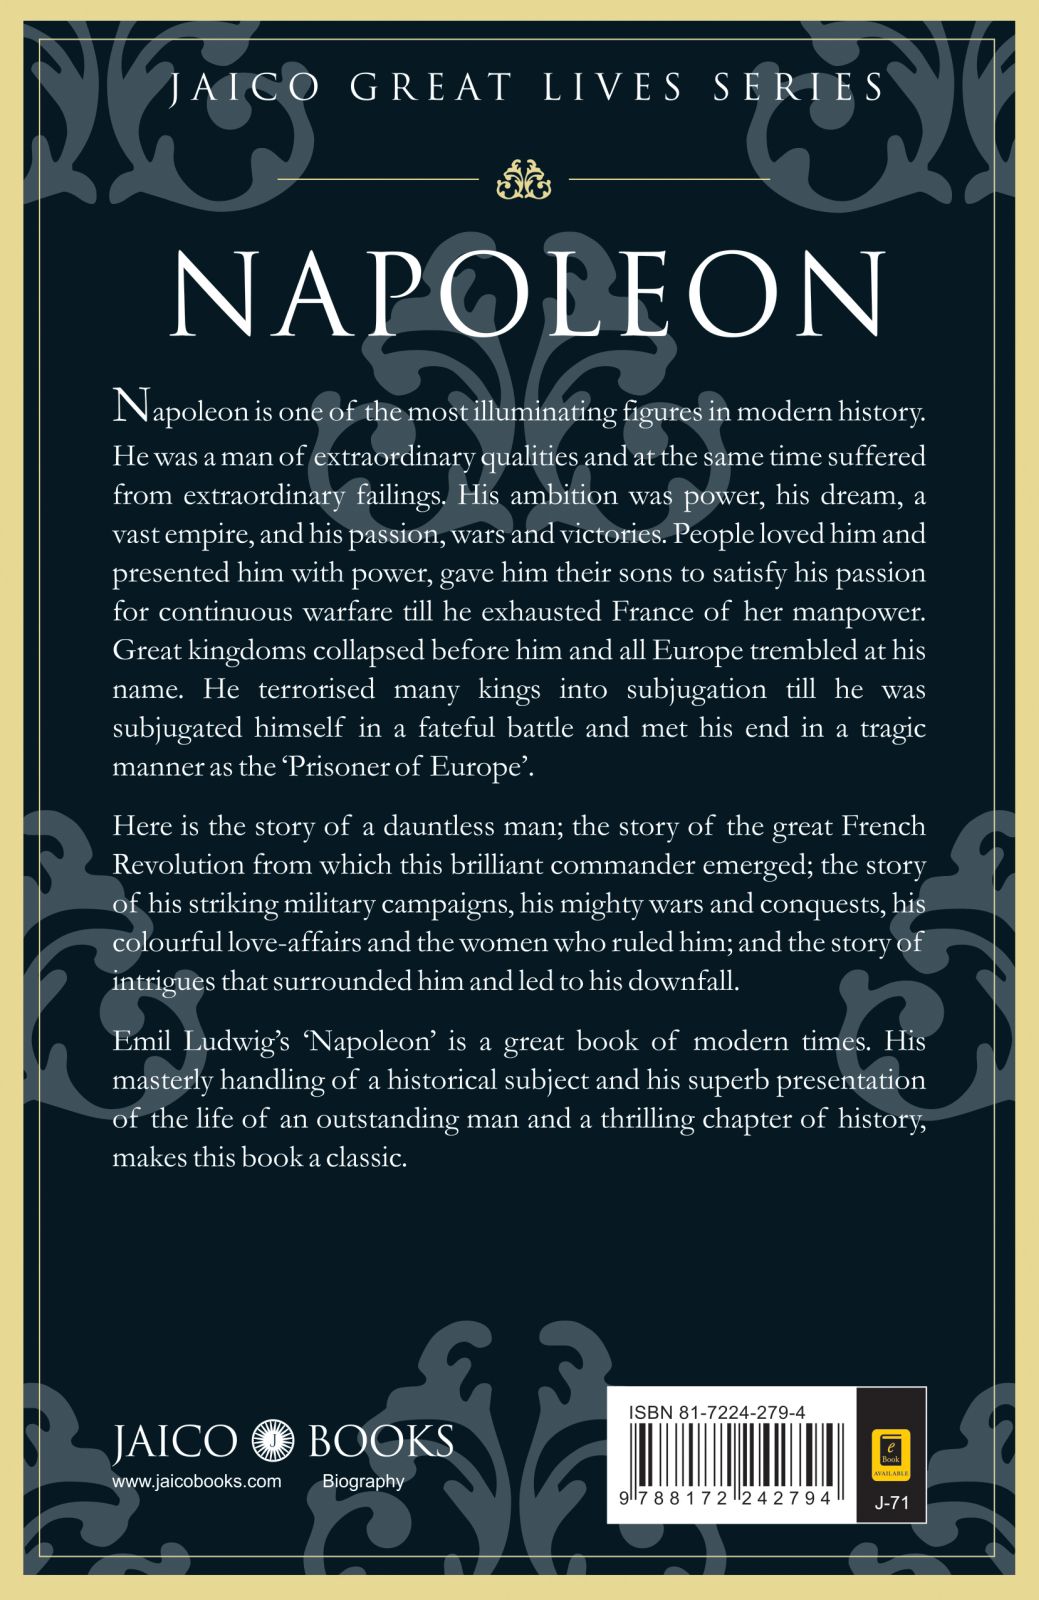 JAICO GREAT LIVES SERIES
NAPOLEON
Napoleon is one of the most illuminating figures in modern history.
He was a man of extraordinary qualities and at the same time suffered
from extraordinary failings. His ambition was power, his dream, a
vast empire, and his passion, wars and victories. People loved him and
presented him with power, gave him their sons to satisfy his passion
for continuous warfare till he exhausted France of her manpower.
Great kingdoms collapsed before him and all Europe trembled at his
name. He terrorised many kings into subjugation till he was
subjugated himself in a fateful battle and met his end in a tragic
manner as the ‘Prisoner of Europe’.
Here is the story of a dauntless man; the story of the great French
Revolution from which this brilliant commander emerged; the story
of his striking military campaigns, his mighty wars and conquests, his
colourful love-affairs and the women who ruled him; and the story of
intrigues that surrounded him and led to his downfall.
Emil Ludwig’s ‘Napoleon’ is a great book of modern times. His
masterly handling of a historical subject and his superb presentation
of the life of an outstanding man and a thrilling chapter of history,
makes this book a classic.
JAICO J BOOKS
www.jaicobooks.com Biography
ISBN 81-7224-279-4
9 788172 242794
e
Book
AVAILABLE
J-71